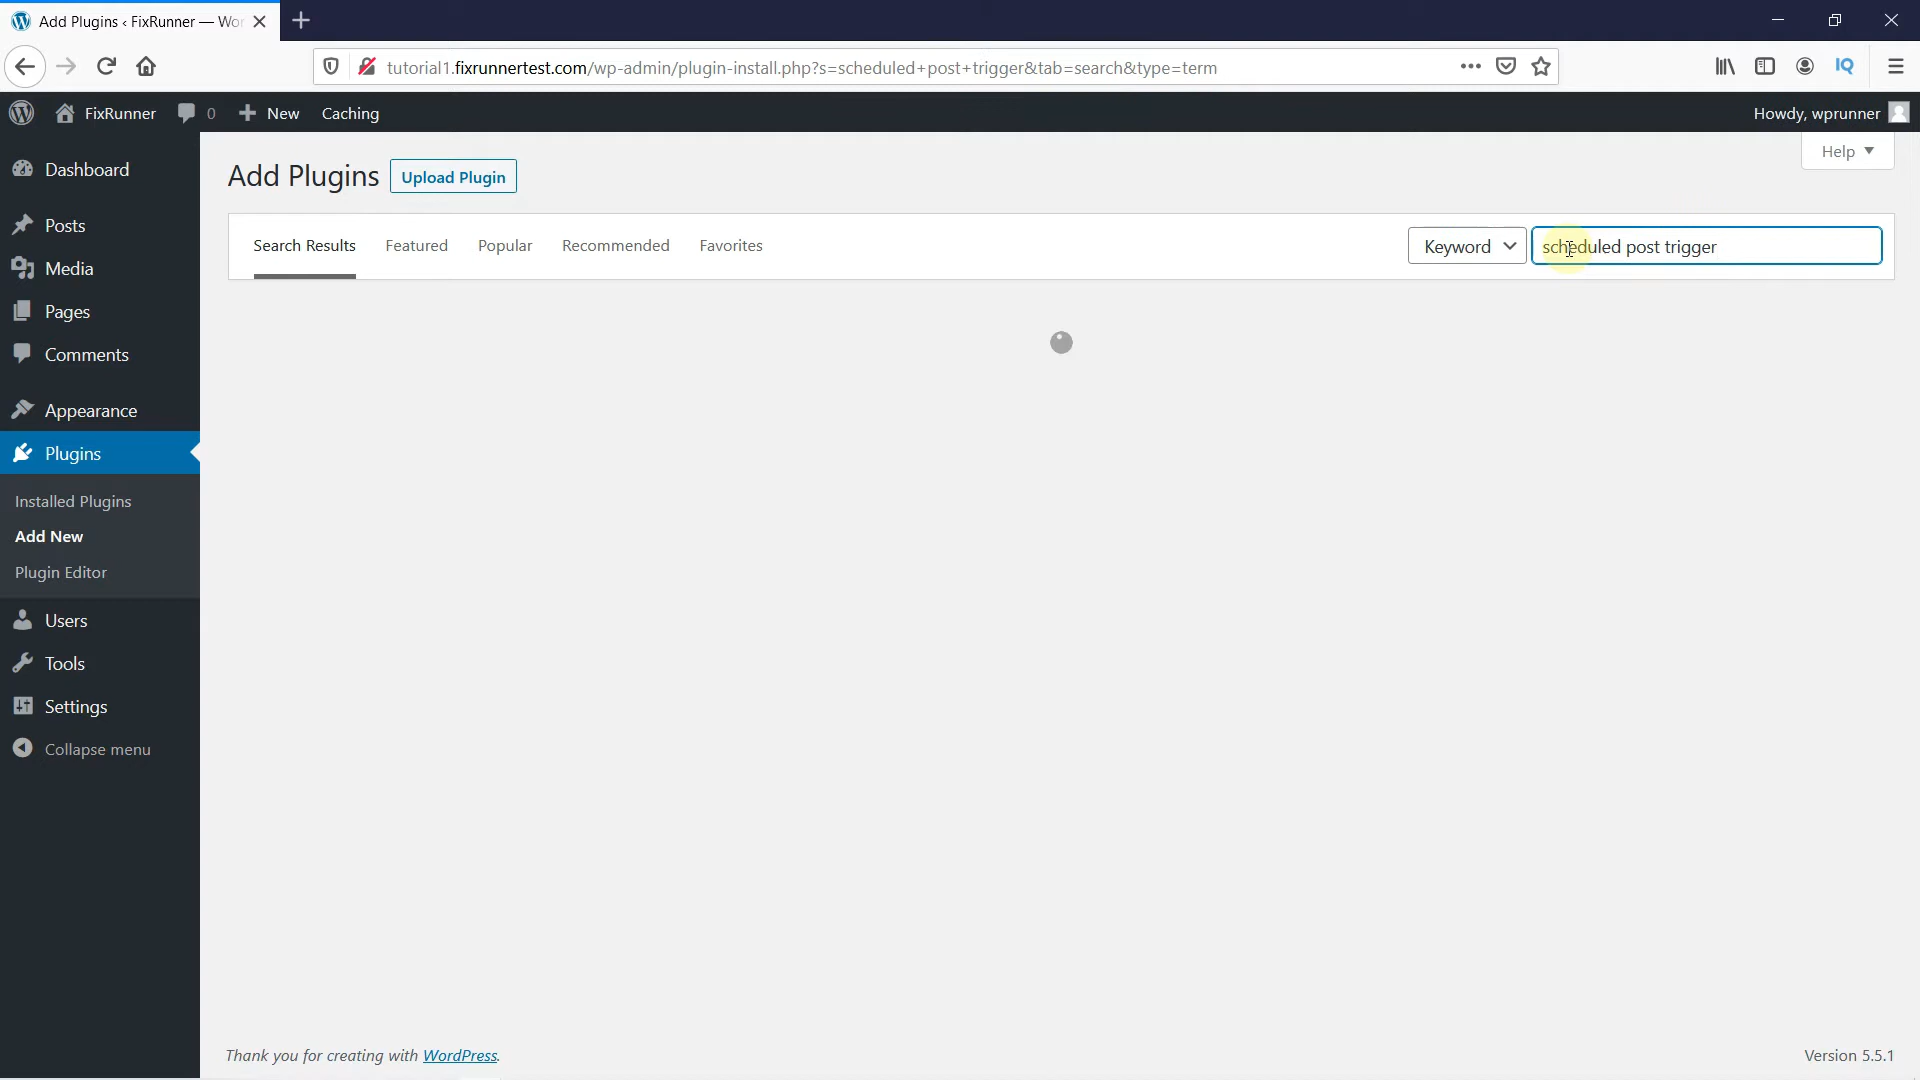 Add Plugins ‹ FixRunner — Wor
tutorial1.fixrunnertest.com/wp-admin/plugin-install.php?s=scheduled+post+trigger&tab=search&type=term
IQ
FixRunner 0 New Caching
Howdy, wprunner
Help
Dashboard
Posts
Media
Pages
Comments
Appearance
Plugins
Installed Plugins
Add New
Plugin Editor
Users
Tools
Settings
Collapse menu
Add Plugins Upload Plugin
Search Results Featured Popular Recommended Favorites Keyword scheduled post trigger
Thank you for creating with WordPress.
Version 5.5.1